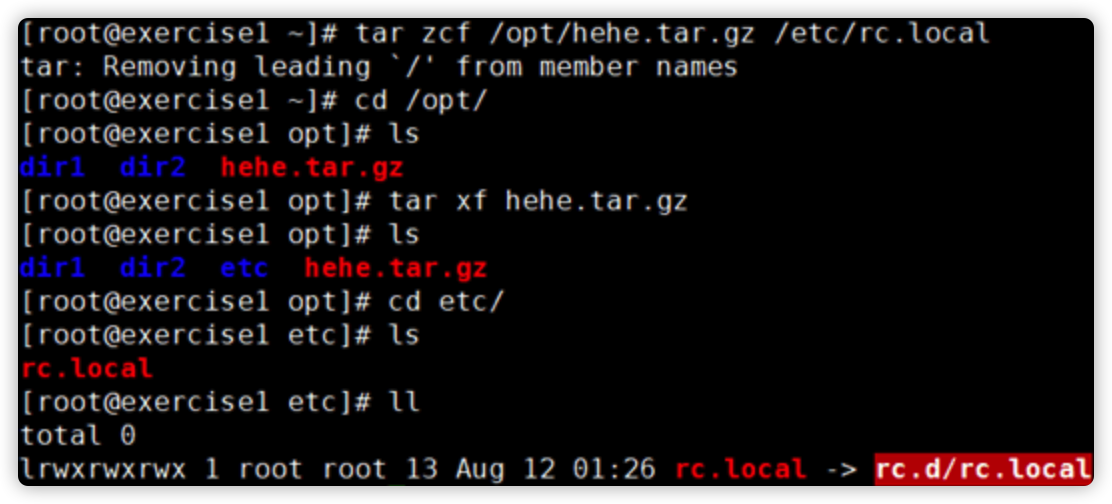 [root@exercise1 ~]# tar zcf /opt/hehe.tar.gz /etc/rc.local
tar: Removing leading `/' from member names
[root@exercise1 ~]# cd /opt/
[root@exercise1 opt]# ls
dir1  dir2  hehe.tar.gz
[root@exercise1 opt]# tar xf hehe.tar.gz
[root@exercise1 opt]# ls
dir1  dir2  etc  hehe.tar.gz
[root@exercise1 opt]# cd etc/
[root@exercise1 etc]# ls
rc.local
[root@exercise1 etc]# ll
total 0
lrwxrwxrwx 1 root root 13 Aug 12 01:26 rc.local -> rc.d/rc.local